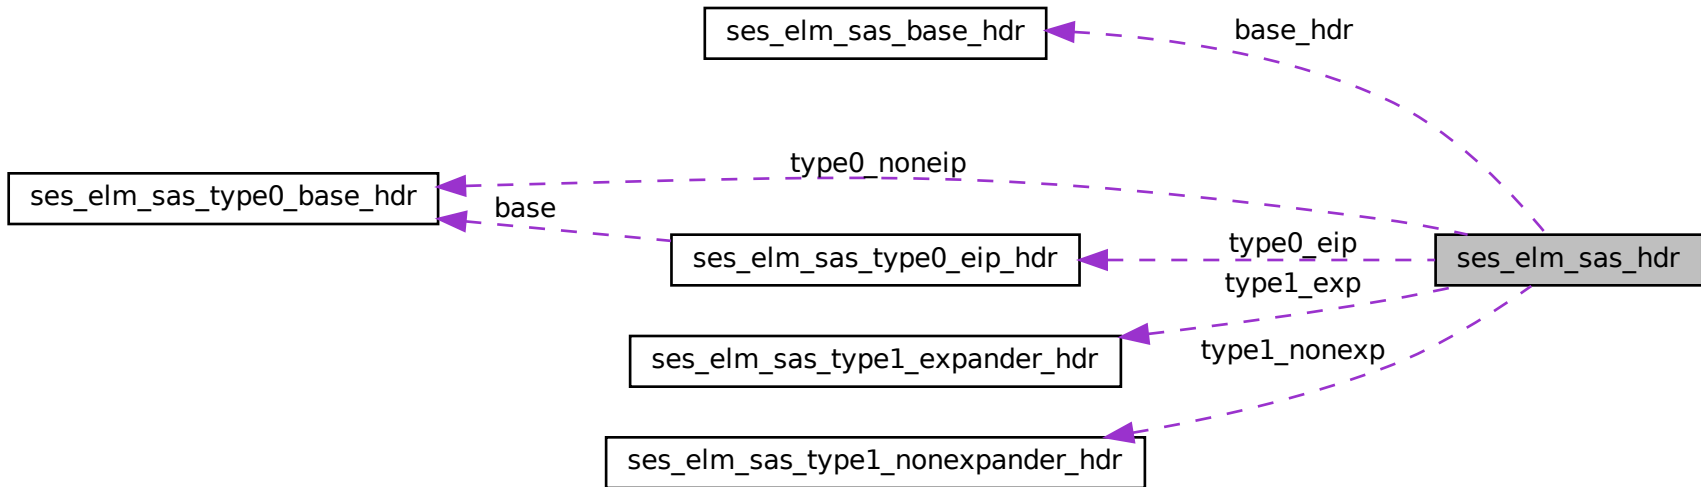 ses_elm_sas_base_hdr
base_hdr
type0_noneip
ses_elm_sas_type0_base_hdr
base
type0_eip
ses_elm_sas_type0_eip_hdr
ses_elm_sas_hdr
type1_exp
ses_elm_sas_type1_expander_hdr
type1_nonexp
ses_elm_sas_type1_nonexpander_hdr